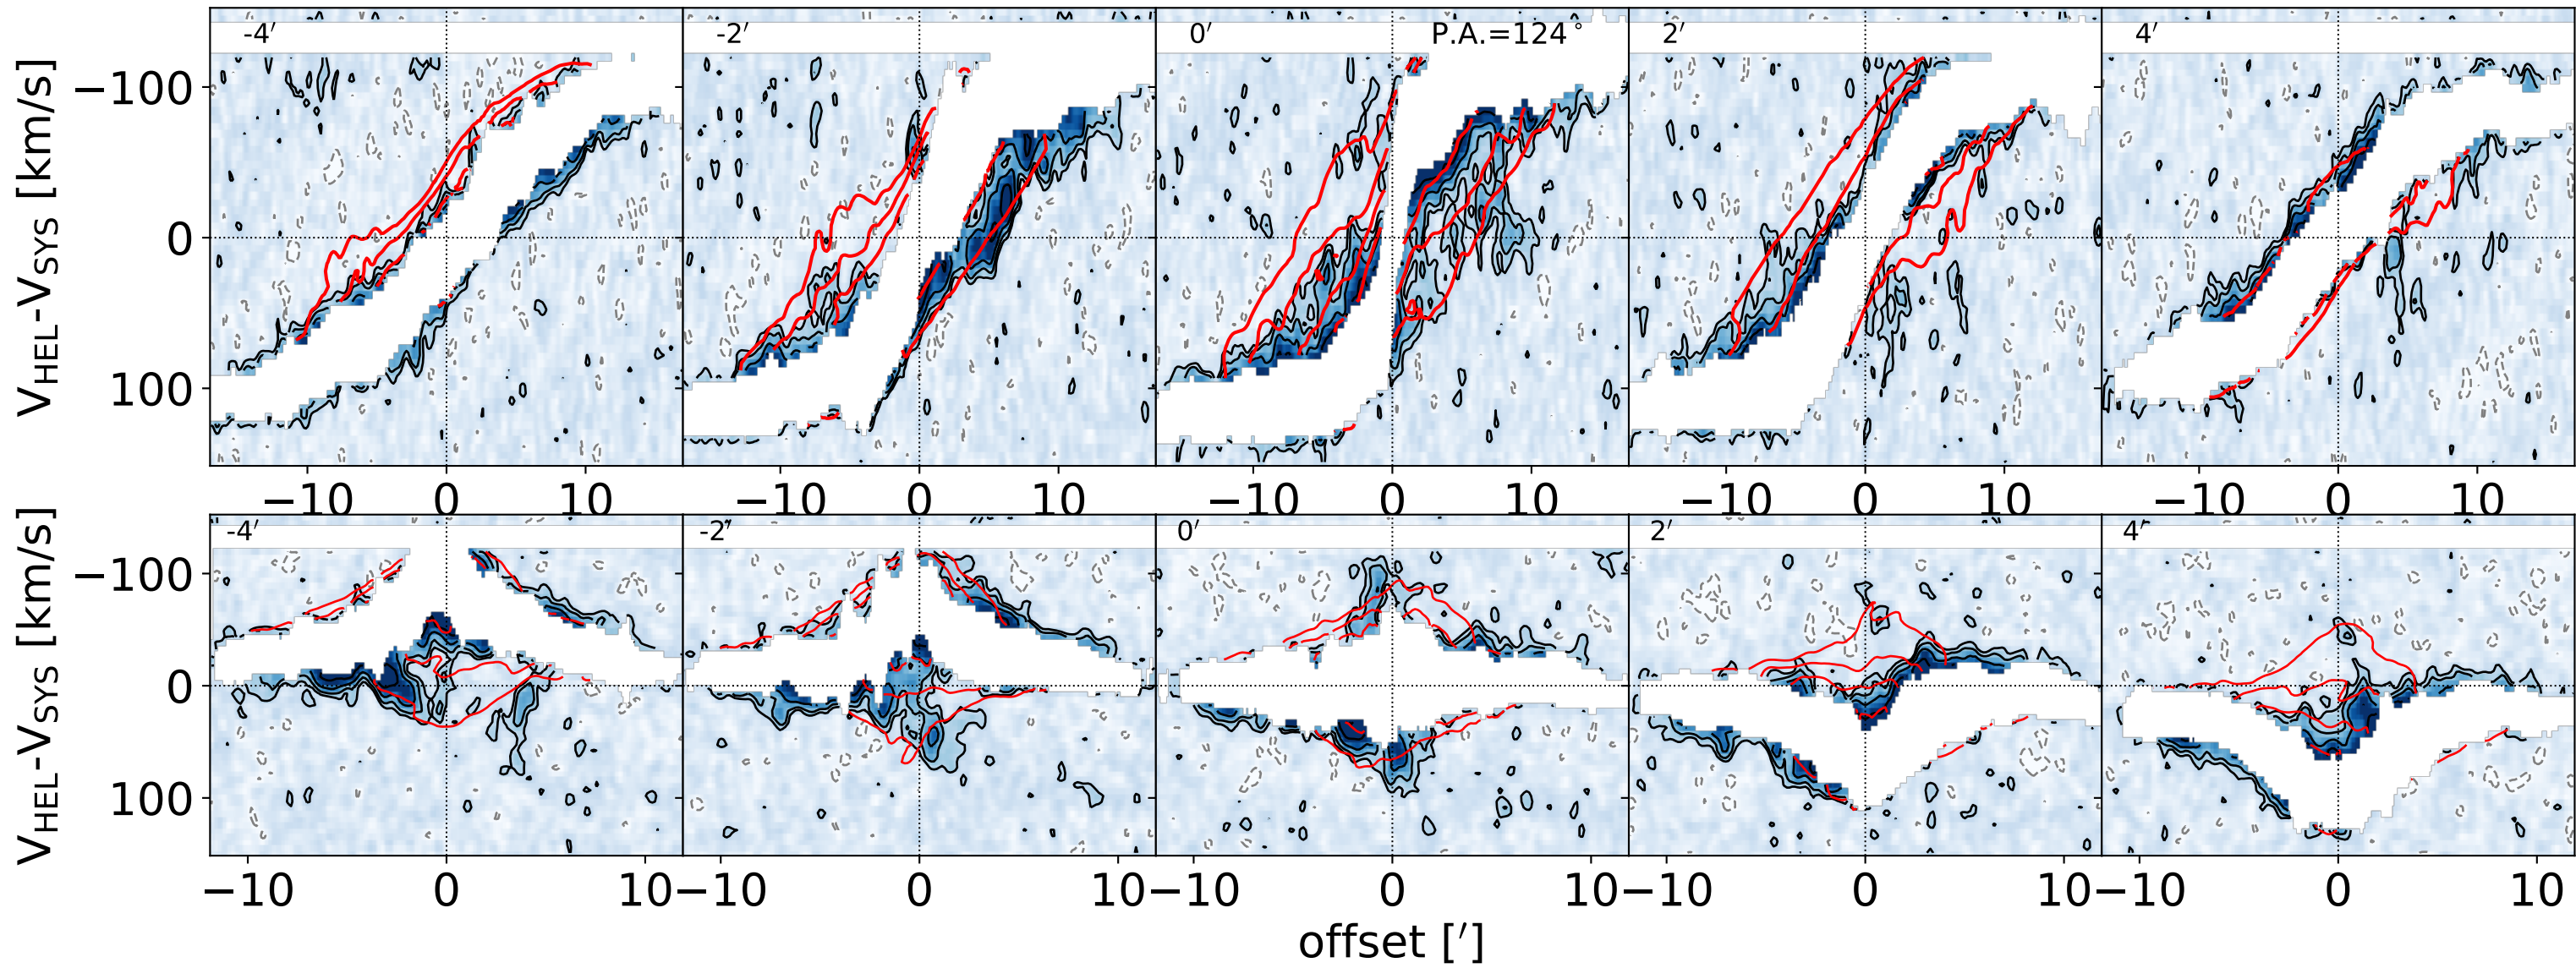 -4′ -2′ 0′ P.A.=124° 2′ 4′
V_HEL-V_SYS [km/s]
−100
0
100
−10 0 10 −10 0 10 −10 0 10 −10 0 10 −10 0 10
-4′ -2′ 0′ 2′ 4′
V_HEL-V_SYS [km/s]
−100
0
100
−10 0 10 −10 0 10 −10 0 10 −10 0 10 −10 0 10
offset [′]